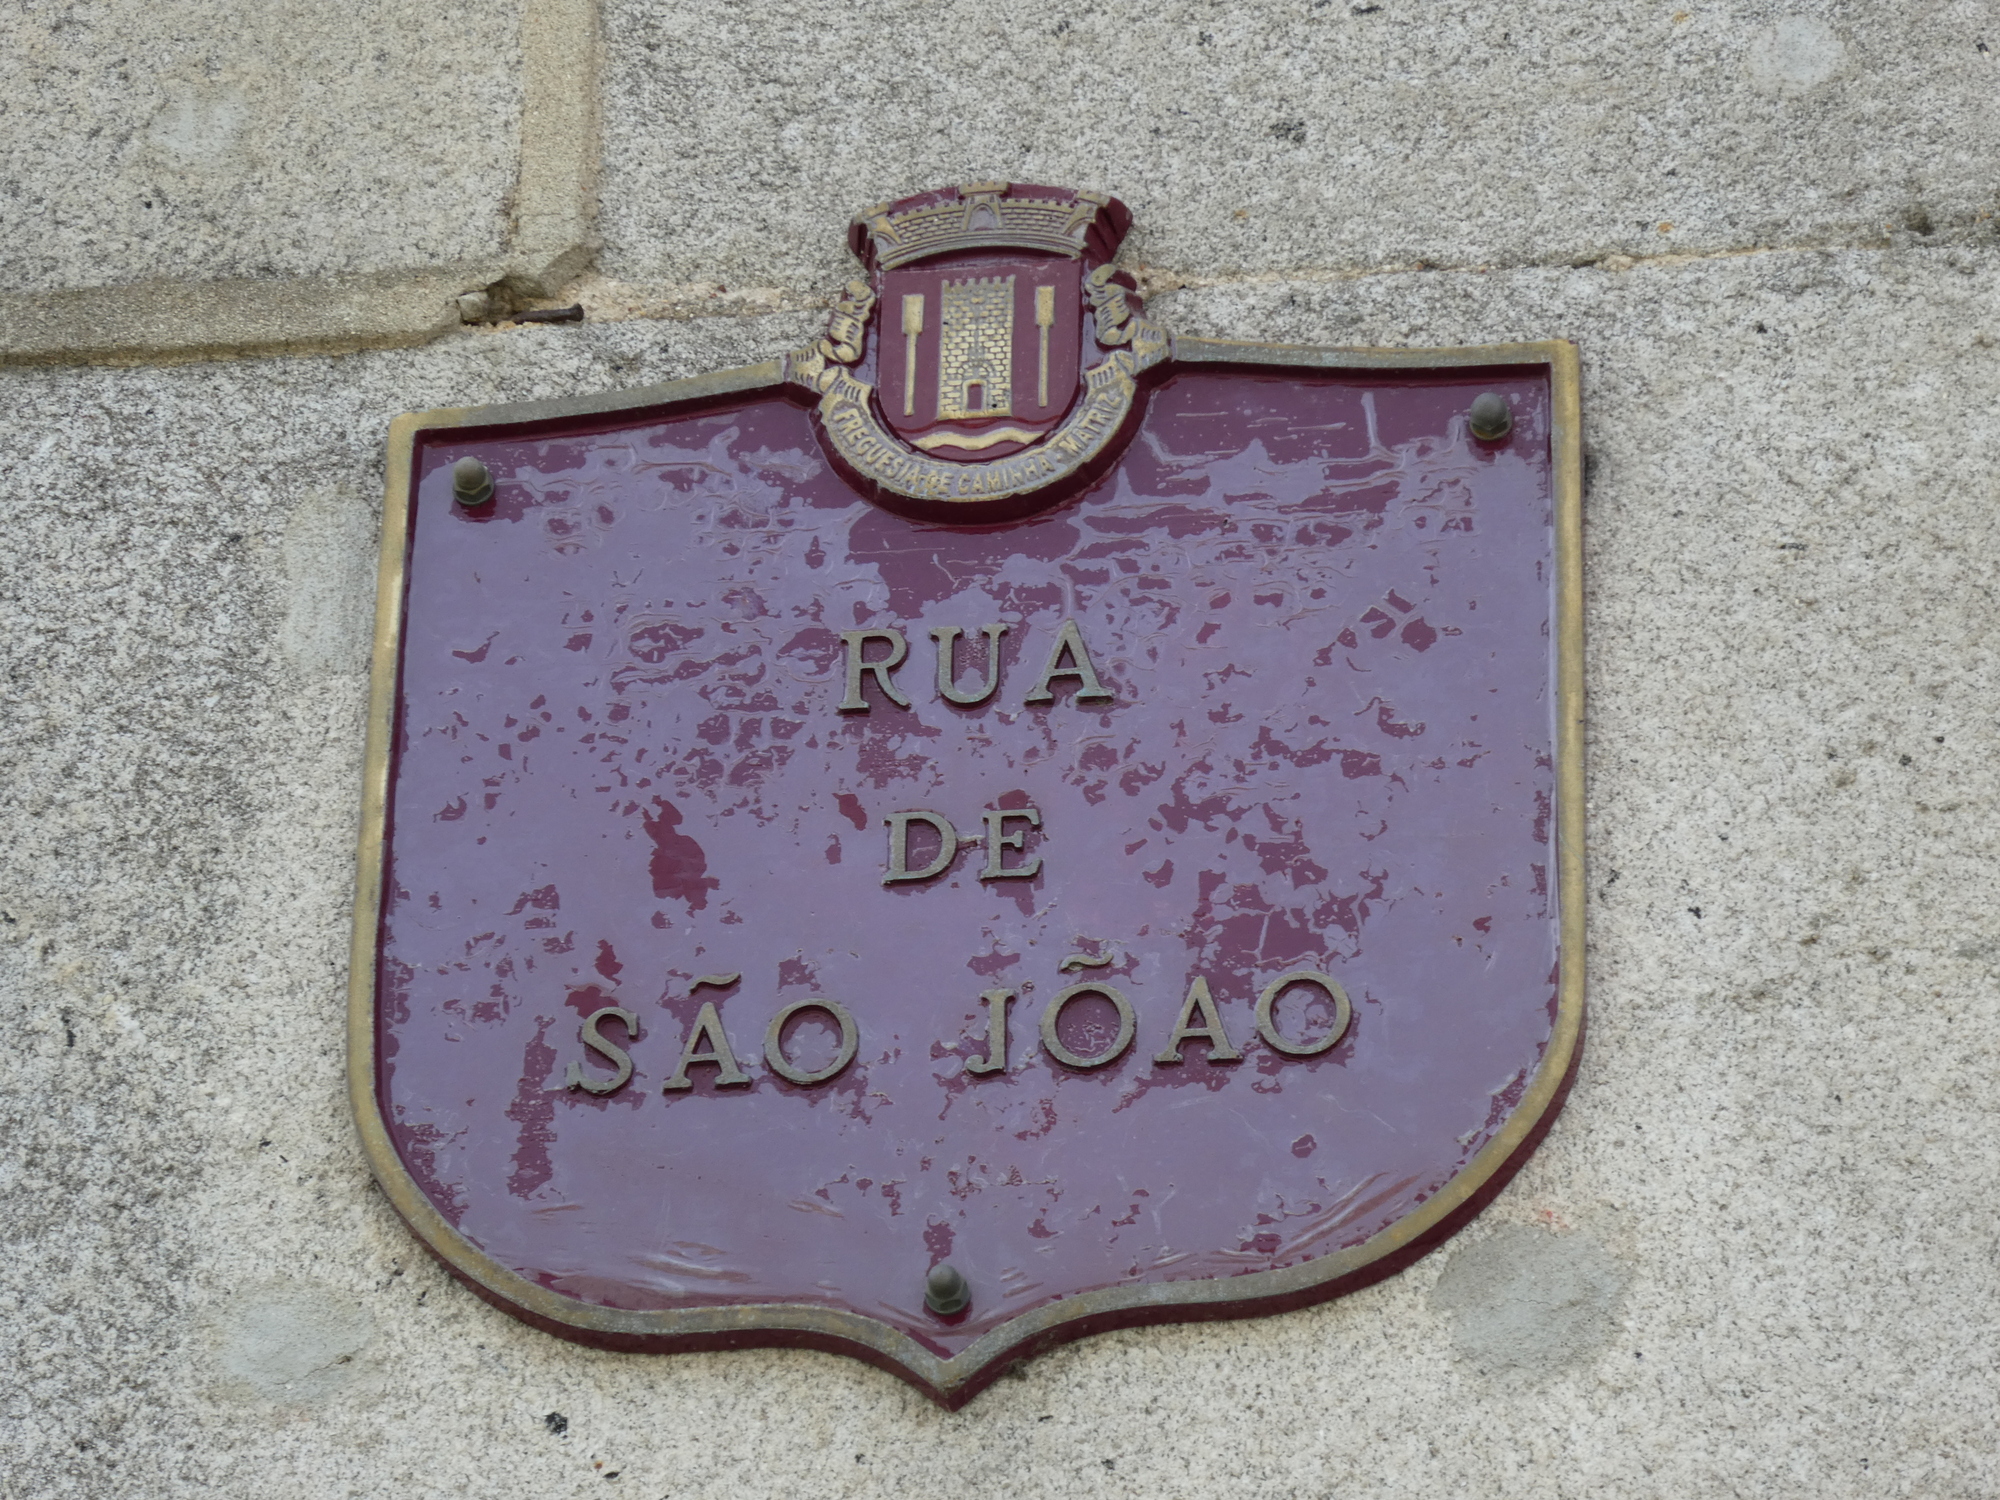 FREGUESIA DE CAMINHA - MATRIZ
RUA
DE
SÃO JÕAO